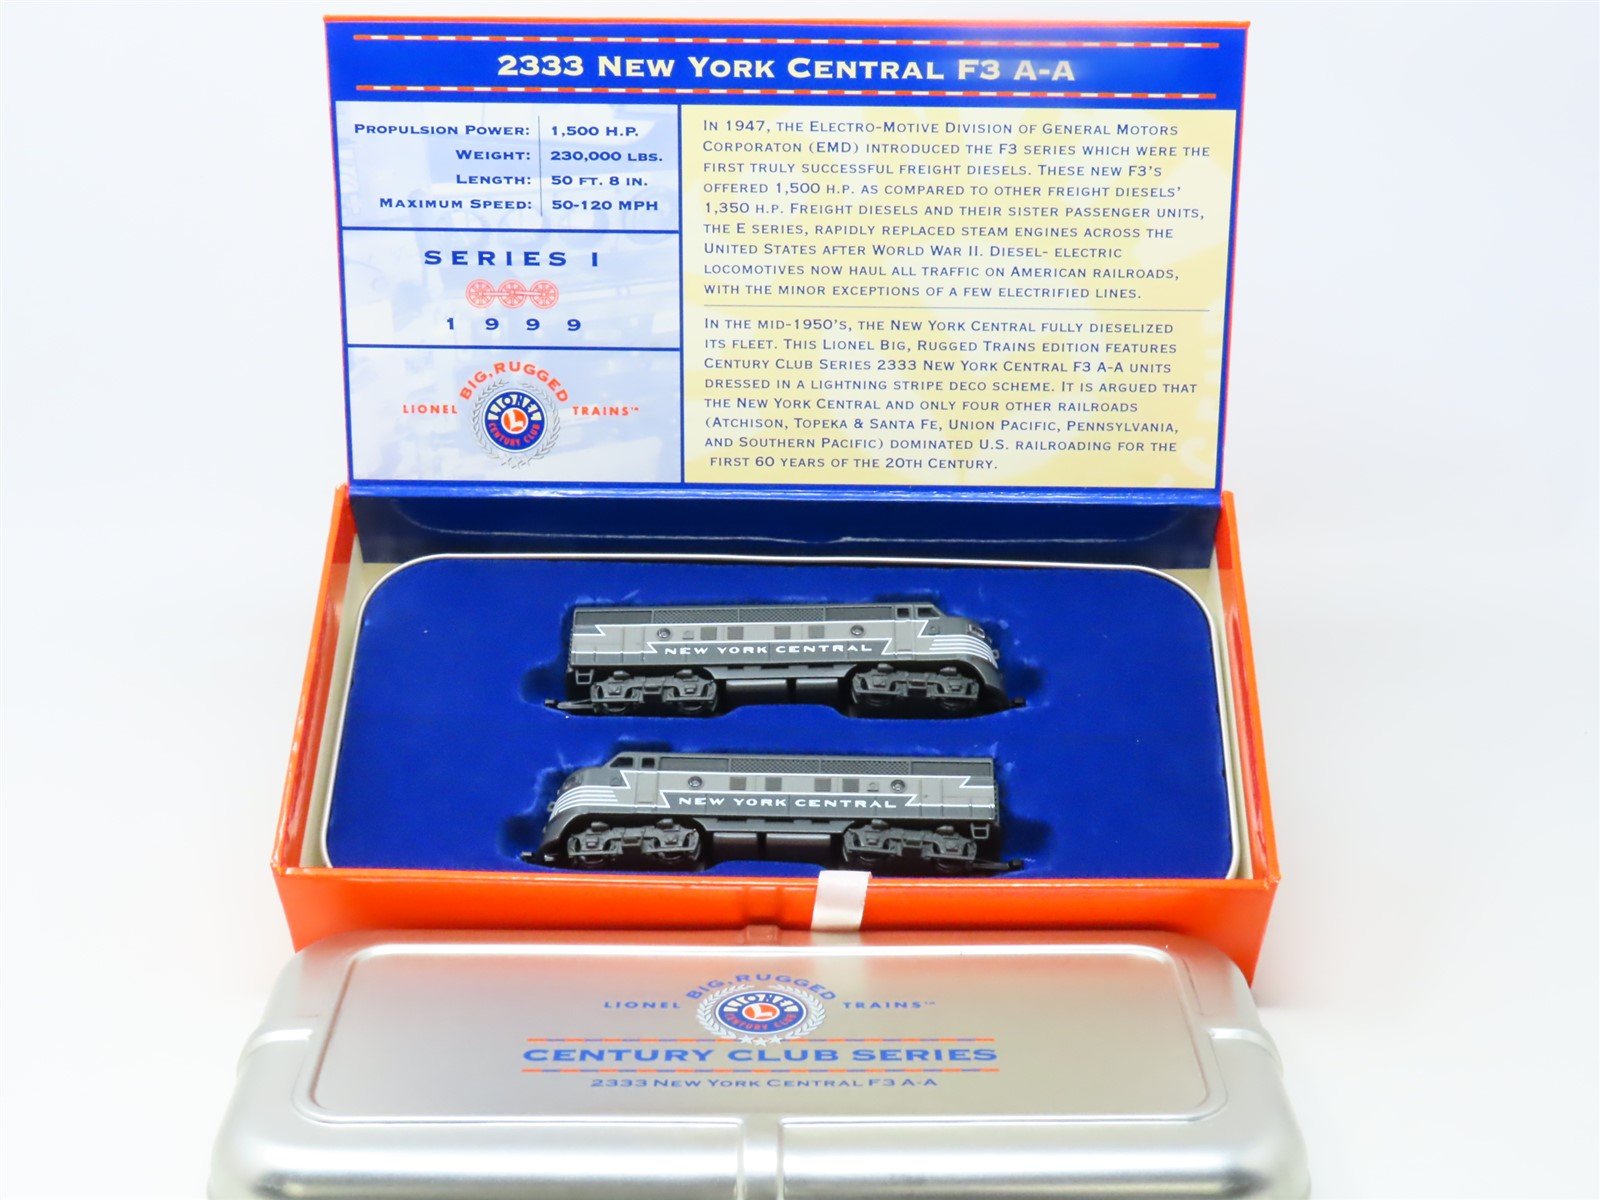 2333 NEW YORK CENTRAL F3 A-A
PROPULSION POWER: 1,500 H.P.
WEIGHT: 230,000 LBS.
LENGTH: 50 FT. 8 IN.
MAXIMUM SPEED: 50-120 MPH
SERIES I
1999
BIG, RUGGED
LIONEL TRAINS™
LIONEL
L
CENTURY CLUB
IN 1947, THE ELECTRO-MOTIVE DIVISION OF GENERAL MOTORS
CORPORATON (EMD) INTRODUCED THE F3 SERIES WHICH WERE THE
FIRST TRULY SUCCESSFUL FREIGHT DIESELS. THESE NEW F3'S
OFFERED 1,500 H.P. AS COMPARED TO OTHER FREIGHT DIESELS'
1,350 H.P. FREIGHT DIESELS AND THEIR SISTER PASSENGER UNITS,
THE E SERIES, RAPIDLY REPLACED STEAM ENGINES ACROSS THE
UNITED STATES AFTER WORLD WAR II. DIESEL- ELECTRIC
LOCOMOTIVES NOW HAUL ALL TRAFFIC ON AMERICAN RAILROADS,
WITH THE MINOR EXCEPTIONS OF A FEW ELECTRIFIED LINES.
IN THE MID-1950'S, THE NEW YORK CENTRAL FULLY DIESELIZED
ITS FLEET. THIS LIONEL BIG, RUGGED TRAINS EDITION FEATURES
CENTURY CLUB SERIES 2333 NEW YORK CENTRAL F3 A-A UNITS
DRESSED IN A LIGHTNING STRIPE DECO SCHEME. IT IS ARGUED THAT
THE NEW YORK CENTRAL AND ONLY FOUR OTHER RAILROADS
(ATCHISON, TOPEKA & SANTA FE, UNION PACIFIC, PENNSYLVANIA,
AND SOUTHERN PACIFIC) DOMINATED U.S. RAILROADING FOR THE
FIRST 60 YEARS OF THE 20TH CENTURY.
NEW YORK CENTRAL
NEW YORK CENTRAL
BIG, RUGGED
LIONEL TRAINS™
LIONEL
L
CENTURY CLUB
CENTURY CLUB SERIES
2333 NEW YORK CENTRAL F3 A-A